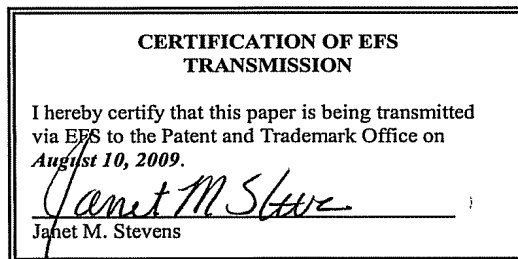 CERTIFICATION OF EFS
TRANSMISSION
I hereby certify that this paper is being transmitted
via EFS to the Patent and Trademark Office on
August 10, 2009.
Janet M Stevens
Janet M. Stevens